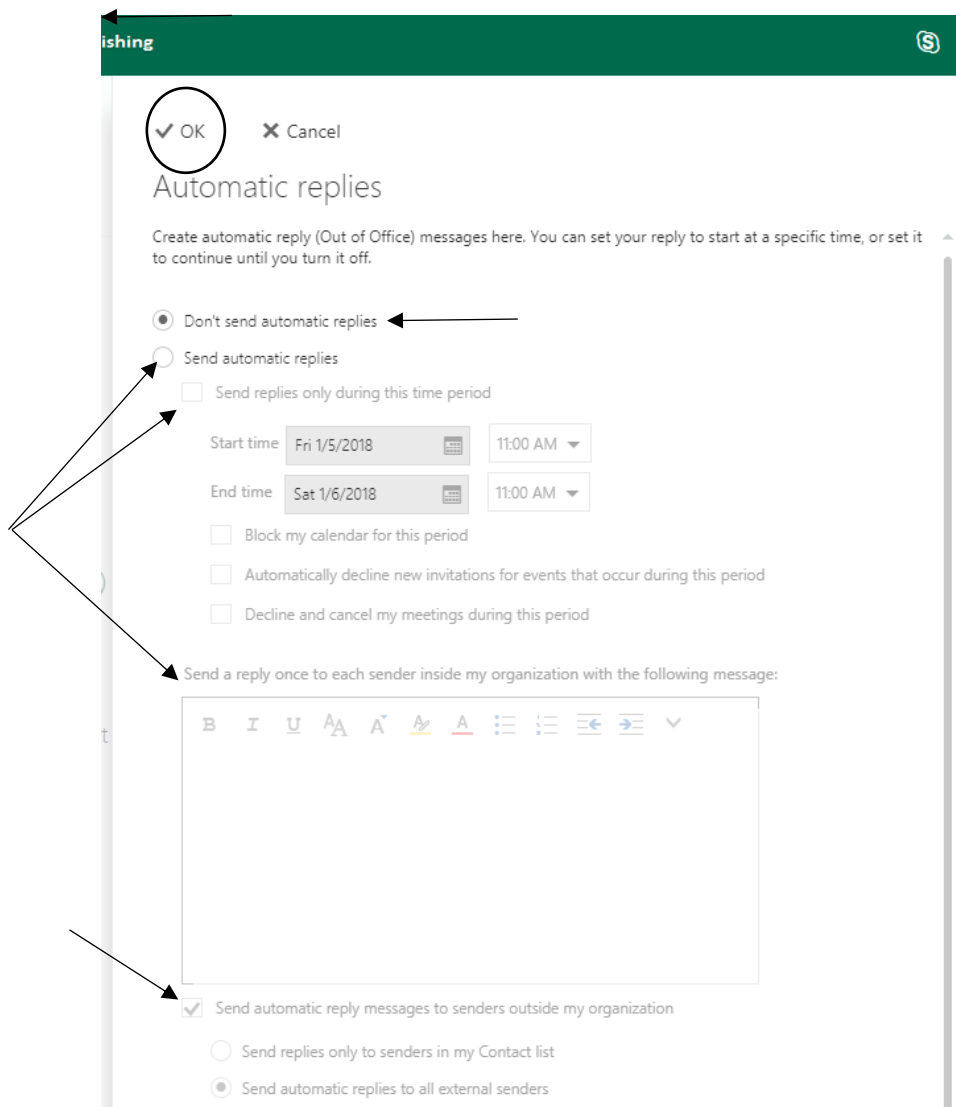 ishing
OK Cancel
Automatic replies
Create automatic reply (Out of Office) messages here. You can set your reply to start at a specific time, or set it
to continue until you turn it off.
Don't send automatic replies
Send automatic replies
Send replies only during this time period
Start time Fri 1/5/2018 11:00 AM
End time Sat 1/6/2018 11:00 AM
Block my calendar for this period
Automatically decline new invitations for events that occur during this period
Decline and cancel my meetings during this period
Send a reply once to each sender inside my organization with the following message:
t B I U AA A A A
Send automatic reply messages to senders outside my organization
Send replies only to senders in my Contact list
Send automatic replies to all external senders